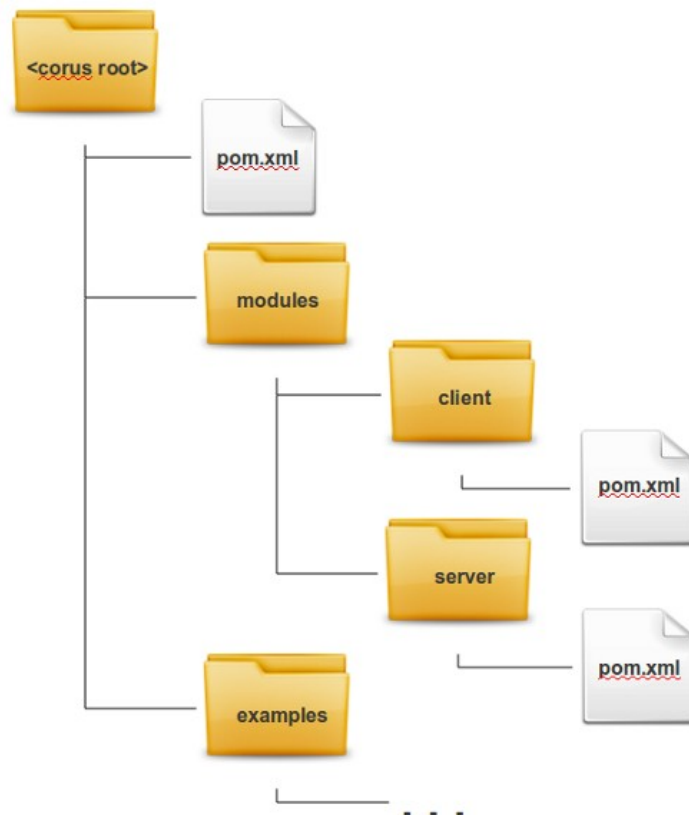 <corus root>
pom.xml
modules
client
pom.xml
server
pom.xml
examples
...